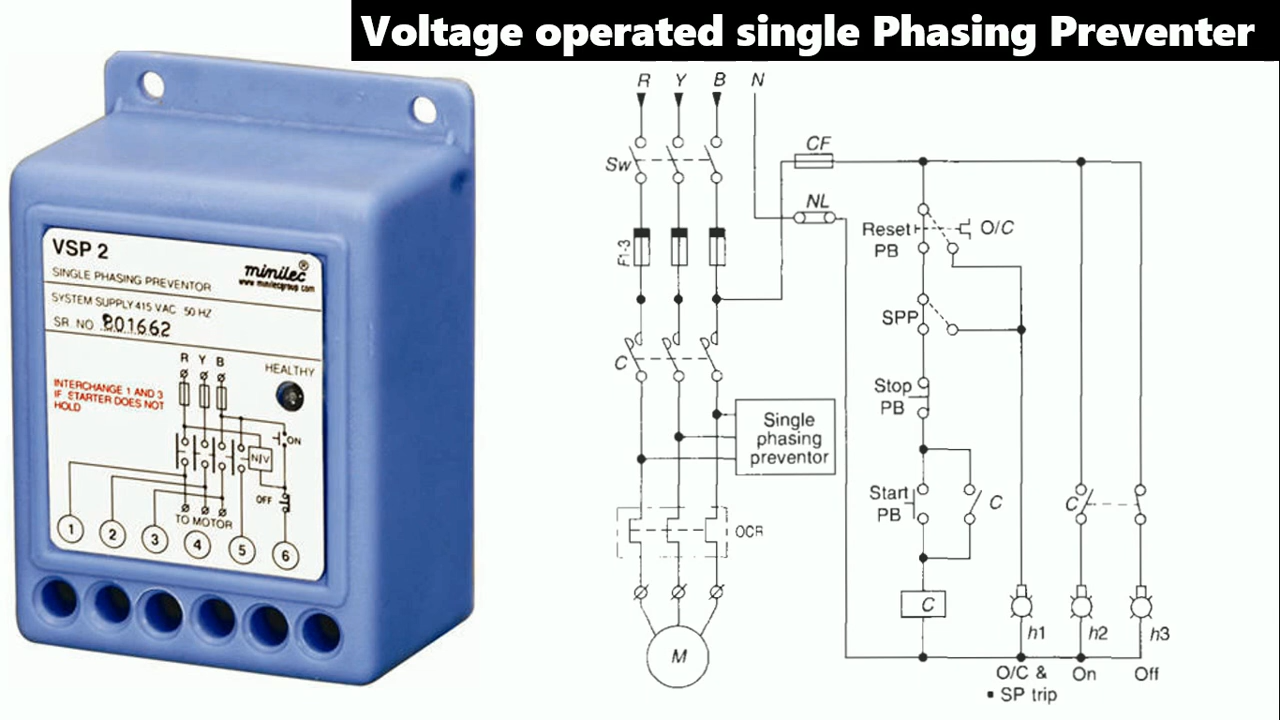 Voltage operated single Phasing Preventer
VSP 2
SINGLE PHASING PREVENTOR
minilec®
www.minilecgroup.com
SYSTEM SUPPLY 415 VAC 50 HZ
SR. NO 801662
R Y B
HEALTHY
INTERCHANGE 1 AND 3
IF STARTER DOES NOT
HOLD
ON
N/V
OFF
TO MOTOR
1 2 3 4 5 6
R Y B N
CF
Sw
NL
Reset
PB
O/C
F1-3
SPP
C
Stop
PB
Single
phasing
preventor
Start
PB
C
C
OCR
C
h1 h2 h3
M
O/C &
SP trip
On
Off